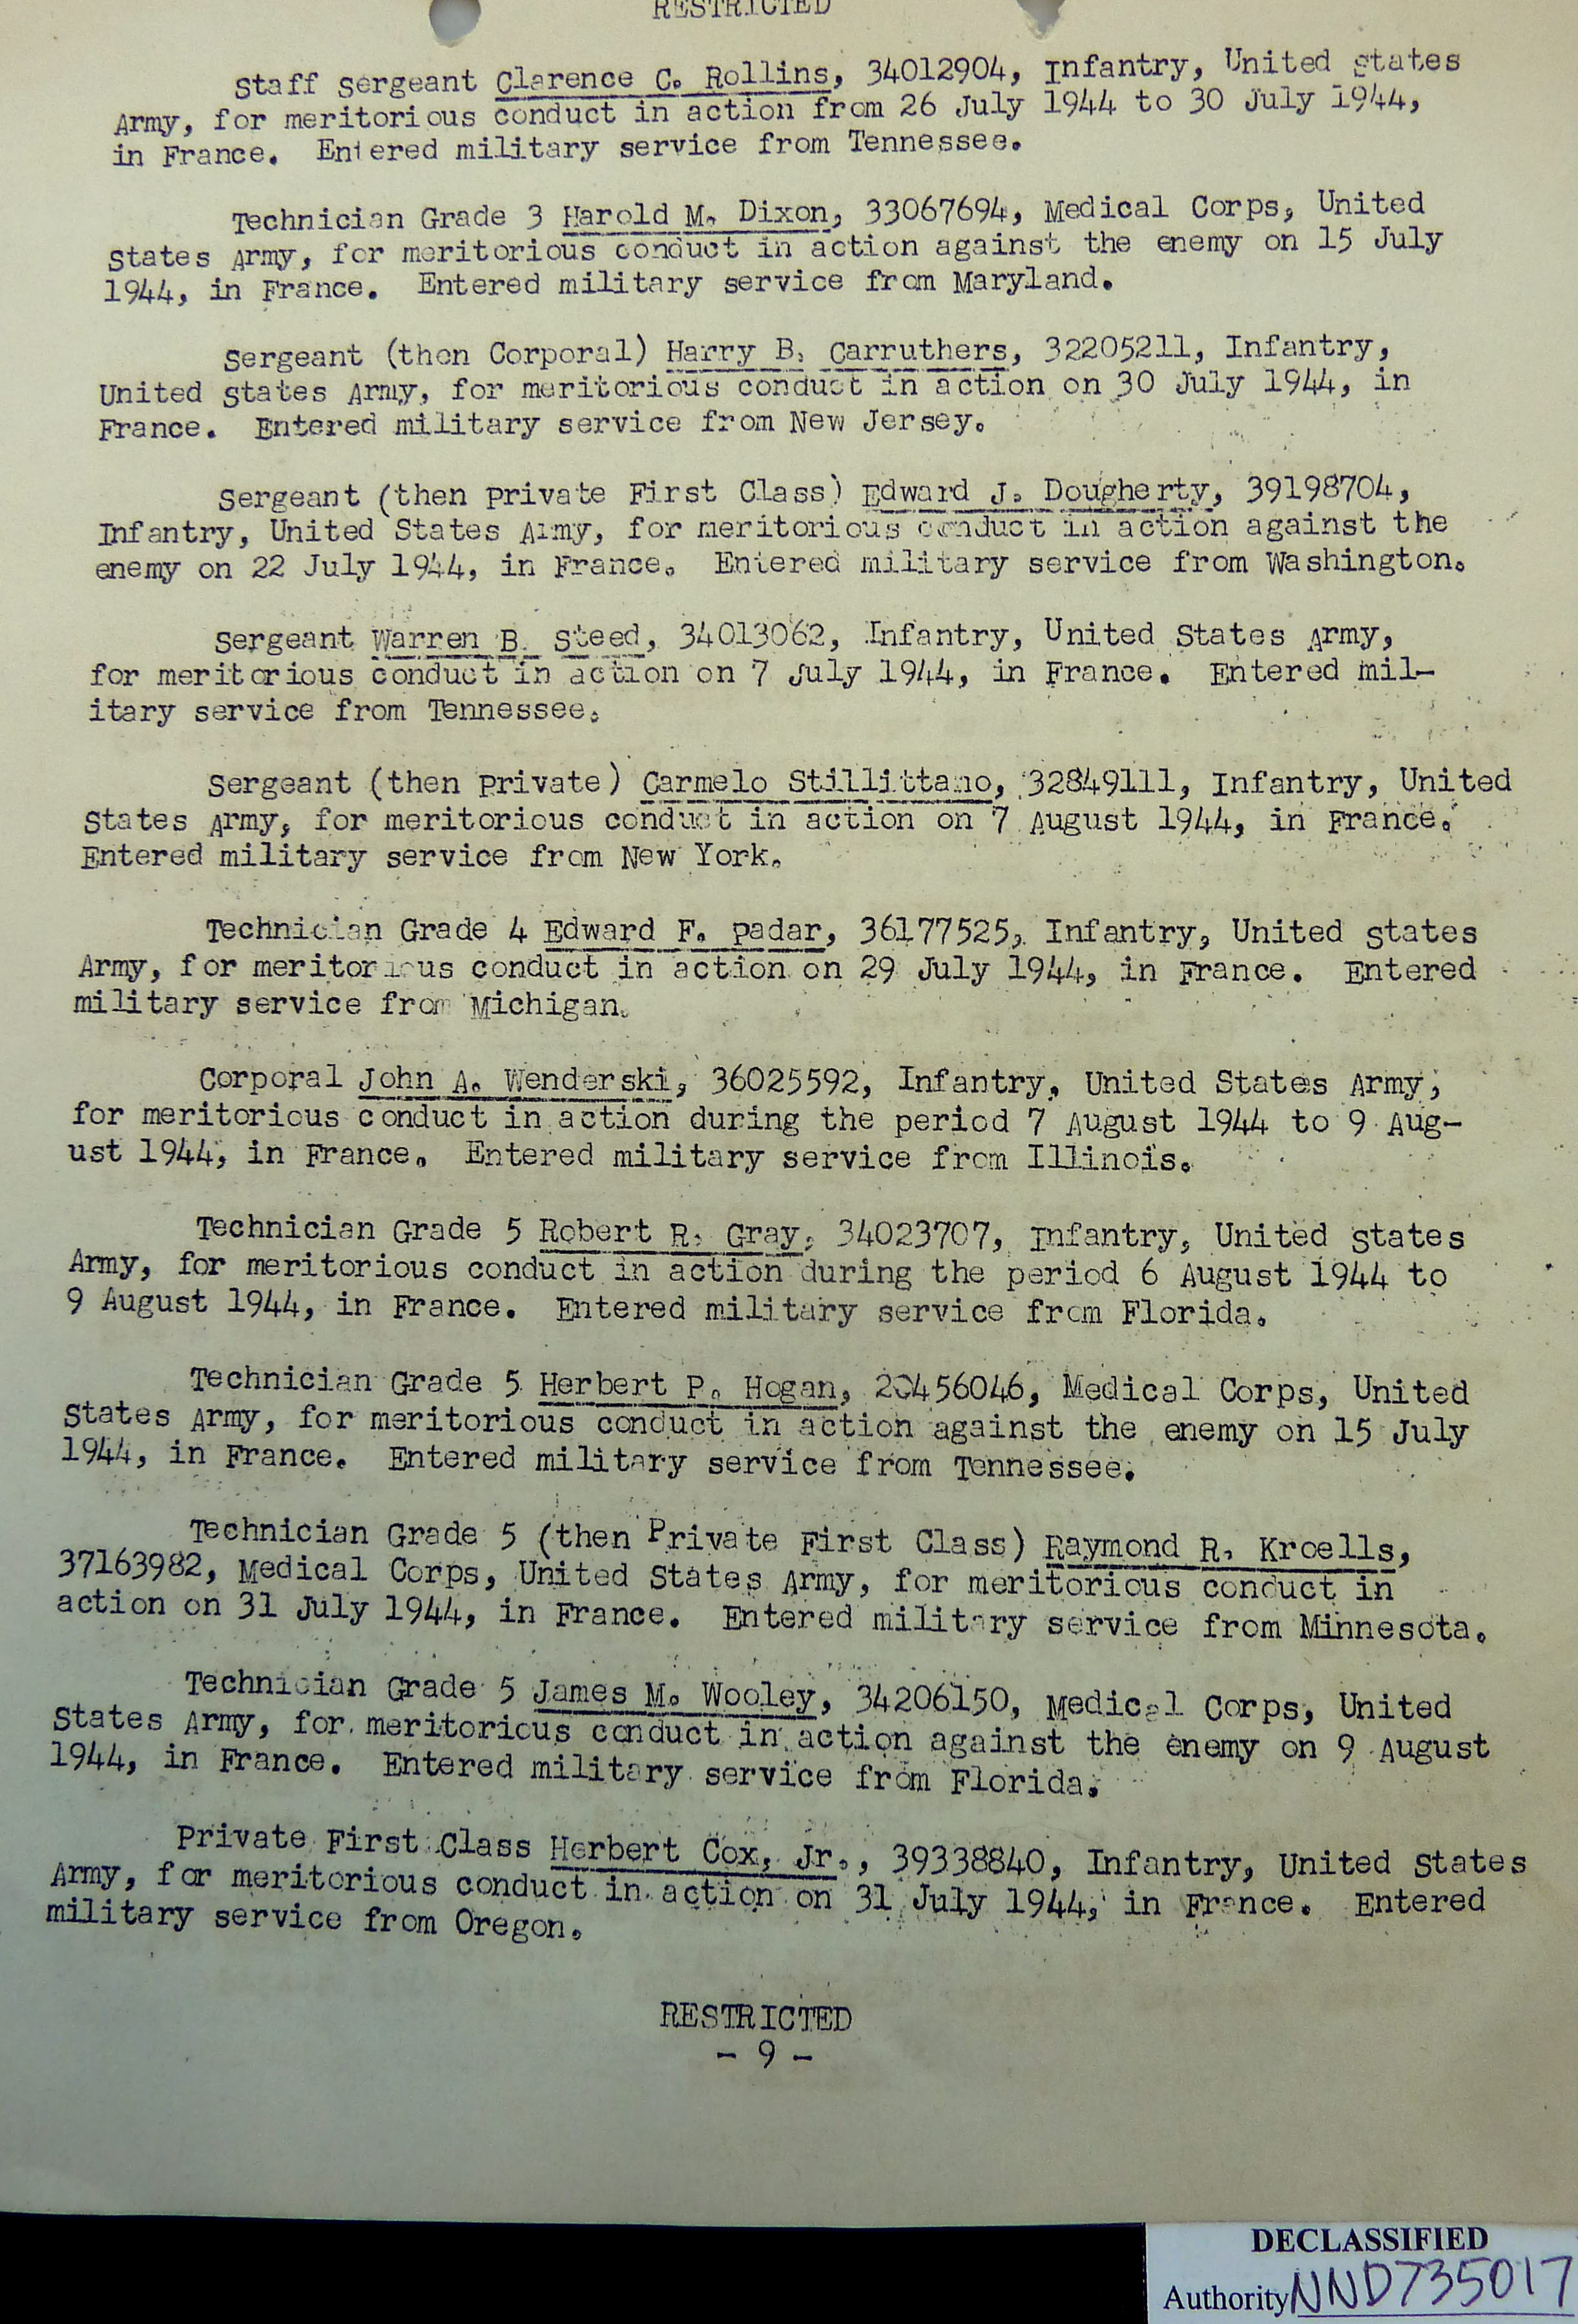 RESTRICTED
Staff Sergeant Clarence C. Rollins, 34012904, Infantry, United States
Army, for meritorious conduct in action from 26 July 1944 to 30 July 1944,
in France. Entered military service from Tennessee.
Technician Grade 3 Harold M. Dixon, 33067694, Medical Corps, United
States Army, for meritorious conduct in action against the enemy on 15 July
1944, in France. Entered military service from Maryland.
Sergeant (then Corporal) Harry B. Carruthers, 32205211, Infantry,
United States Army, for meritorious conduct in action on 30 July 1944, in
France. Entered military service from New Jersey.
Sergeant (then Private First Class) Edward J. Dougherty, 39198704,
Infantry, United States Army, for meritorious conduct in action against the
enemy on 22 July 1944, in France. Entered military service from Washington.
Sergeant Warren B. Steed, 34013062, Infantry, United States Army,
for meritorious conduct in action on 7 July 1944, in France. Entered mil-
itary service from Tennessee.
Sergeant (then Private) Carmelo Stillittano, 32849111, Infantry, United
States Army, for meritorious conduct in action on 7 August 1944, in France.
Entered military service from New York.
Technician Grade 4 Edward F. Padar, 36177525, Infantry, United States
Army, for meritorious conduct in action on 29 July 1944, in France. Entered
military service from Michigan.
Corporal John A. Wenderski, 36025592, Infantry, United States Army,
for meritorious conduct in action during the period 7 August 1944 to 9 Aug-
ust 1944, in France. Entered military service from Illinois.
Technician Grade 5 Robert R. Gray, 34023707, Infantry, United States
Army, for meritorious conduct in action during the period 6 August 1944 to
9 August 1944, in France. Entered military service from Florida.
Technician Grade 5 Herbert P. Hogan, 20456046, Medical Corps, United
States Army, for meritorious conduct in action against the enemy on 15 July
1944, in France. Entered military service from Tennessee.
Technician Grade 5 (then Private First Class) Raymond R. Kroells,
37163982, Medical Corps, United States Army, for meritorious conduct in
action on 31 July 1944, in France. Entered military service from Minnesota.
Technician Grade 5 James M. Wooley, 34206150, Medical Corps, United
States Army, for meritorious conduct in action against the enemy on 9 August
1944, in France. Entered military service from Florida.
Private First Class Herbert Cox, Jr., 39338840, Infantry, United States
Army, for meritorious conduct in action on 31 July 1944, in France. Entered
military service from Oregon.
RESTRICTED
- 9 -
DECLASSIFIED
Authority NND735017